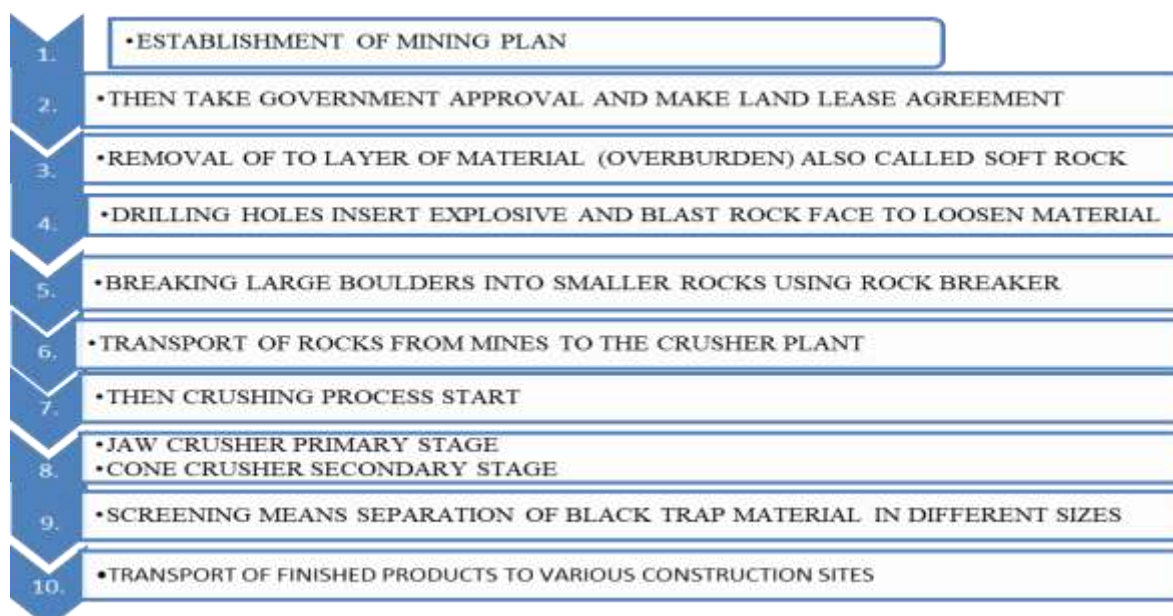 1.
•ESTABLISHMENT OF MINING PLAN
2.
•THEN TAKE GOVERNMENT APPROVAL AND MAKE LAND LEASE AGREEMENT
3.
•REMOVAL OF TO LAYER OF MATERIAL (OVERBURDEN) ALSO CALLED SOFT ROCK
4.
•DRILLING HOLES INSERT EXPLOSIVE AND BLAST ROCK FACE TO LOOSEN MATERIAL
5.
•BREAKING LARGE BOULDERS INTO SMALLER ROCKS USING ROCK BREAKER
6.
•TRANSPORT OF ROCKS FROM MINES TO THE CRUSHER PLANT
7.
•THEN CRUSHING PROCESS START
8.
•JAW CRUSHER PRIMARY STAGE
•CONE CRUSHER SECONDARY STAGE
9.
•SCREENING MEANS SEPARATION OF BLACK TRAP MATERIAL IN DIFFERENT SIZES
10.
•TRANSPORT OF FINISHED PRODUCTS TO VARIOUS CONSTRUCTION SITES